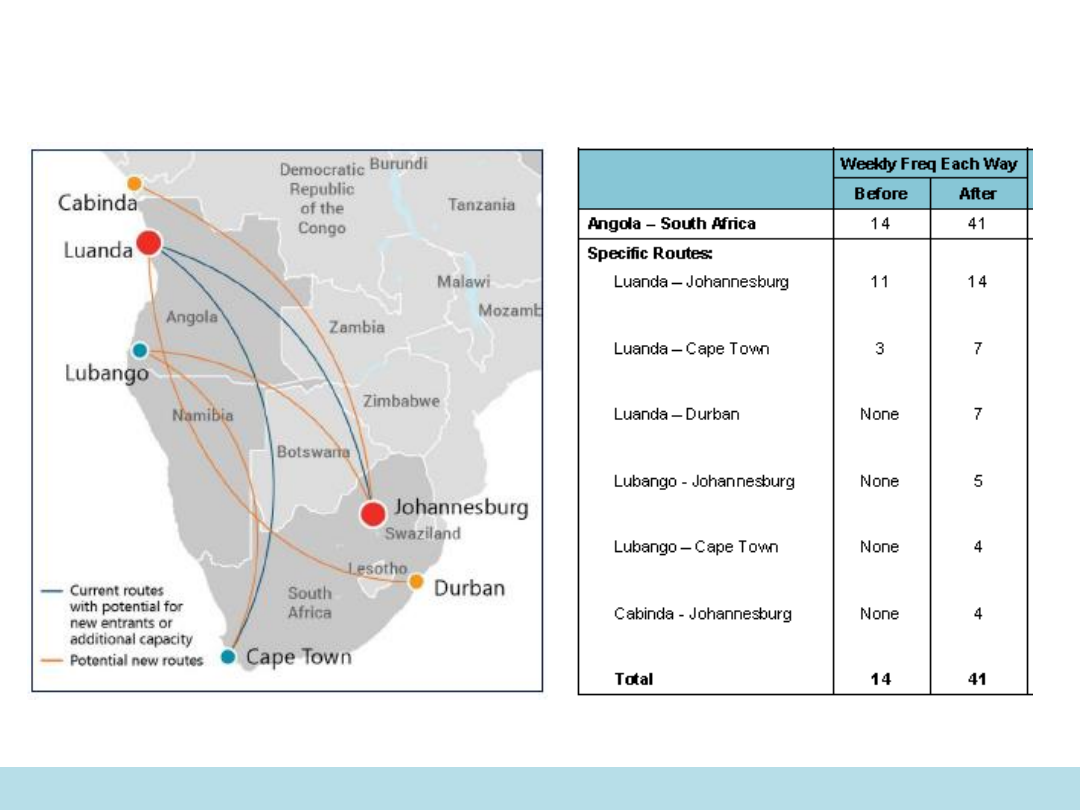 Cabinda
Luanda
Lubango
Democratic
Republic
of the
Congo
Burundi
Tanzania
Malawi
Mozamb
Angola
Zambia
Zimbabwe
Namibia
Botswana
Johannesburg
Swaziland
Lesotho
Durban
South
Africa
Cape Town
Current routes
with potential for
new entrants or
additional capacity
Potential new routes
Weekly Freq Each Way
Before After
Angola – South Africa 14 41
Specific Routes:
Luanda – Johannesburg 11 14
Luanda – Cape Town 3 7
Luanda – Durban None 7
Lubango - Johannesburg None 5
Lubango – Cape Town None 4
Cabinda - Johannesburg None 4
Total 14 41